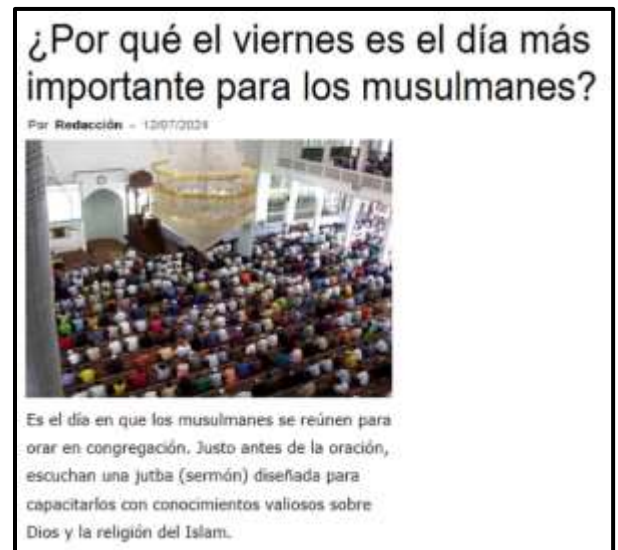 ¿Por qué el viernes es el día más
importante para los musulmanes?
Por Redacción - 12/07/2024
Es el día en que los musulmanes se reúnen para
orar en congregación. Justo antes de la oración,
escuchan una jutba (sermón) diseñada para
capacitarlos con conocimientos valiosos sobre
Dios y la religión del Islam.